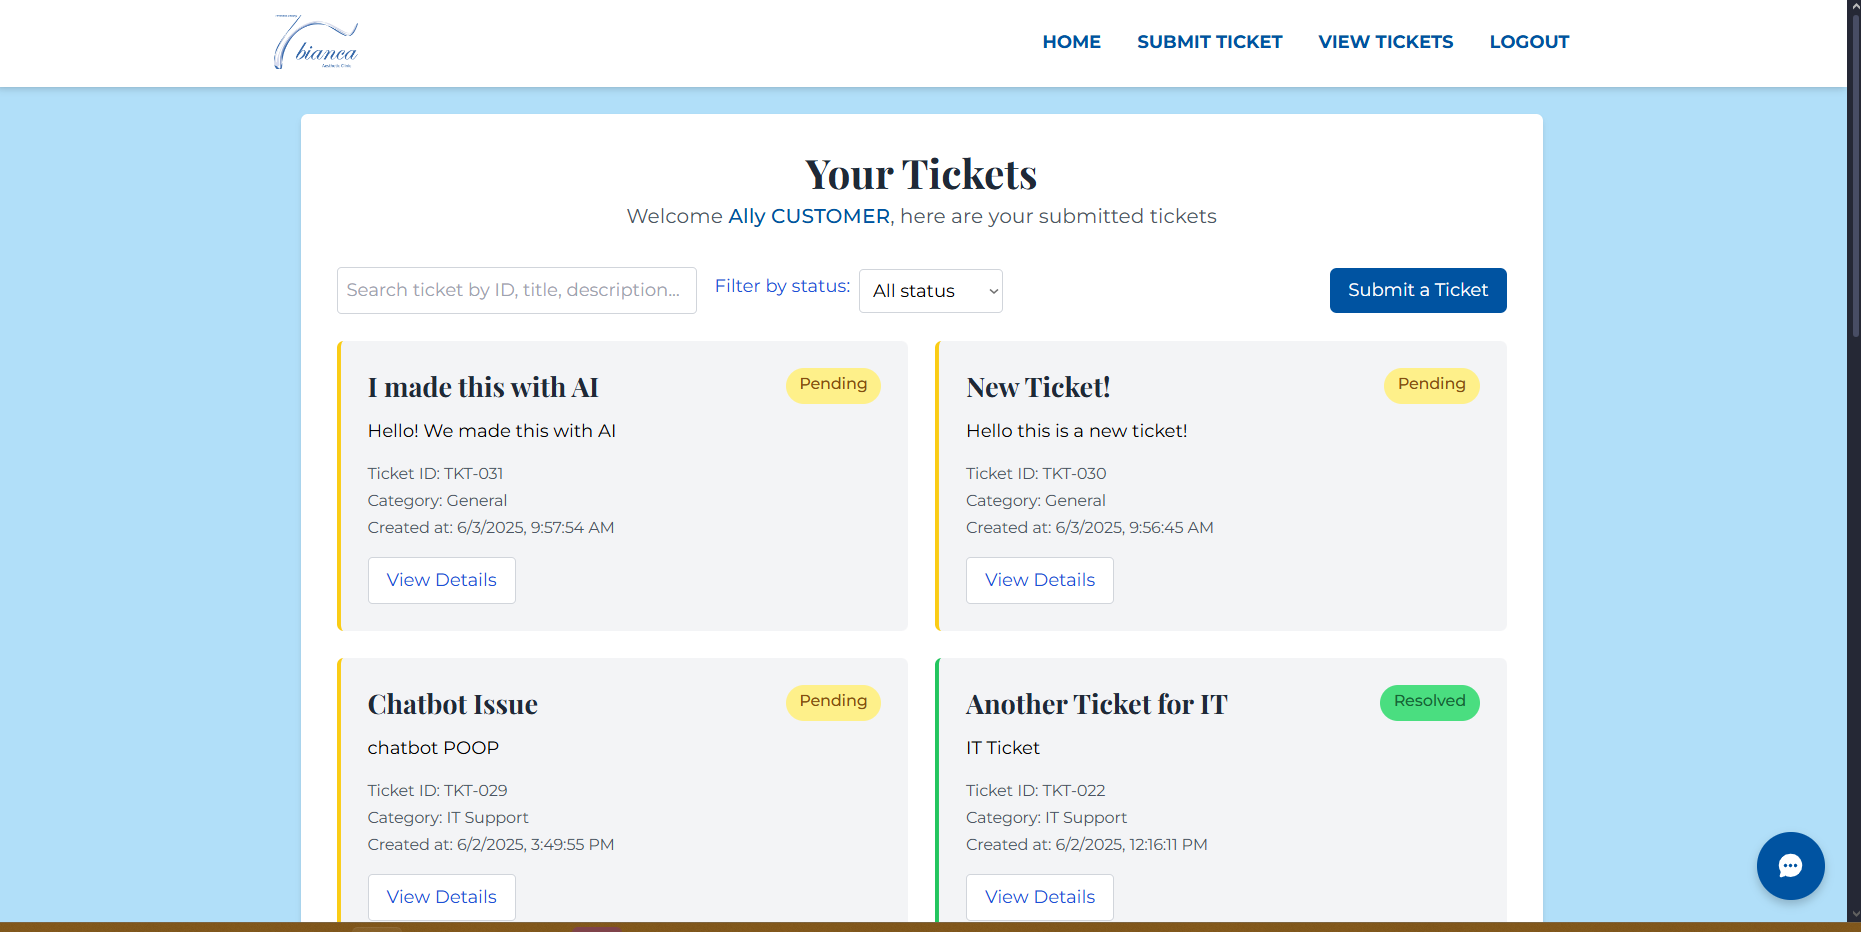 bianca
Aesthetic Clinic
HOME
SUBMIT TICKET
VIEW TICKETS
LOGOUT
Your Tickets
Welcome Ally CUSTOMER, here are your submitted tickets
Search ticket by ID, title, description...
Filter by status:
All status
Submit a Ticket
I made this with AI
Pending
Hello! We made this with AI
Ticket ID: TKT-031
Category: General
Created at: 6/3/2025, 9:57:54 AM
View Details
New Ticket!
Pending
Hello this is a new ticket!
Ticket ID: TKT-030
Category: General
Created at: 6/3/2025, 9:56:45 AM
View Details
Chatbot Issue
Pending
chatbot POOP
Ticket ID: TKT-029
Category: IT Support
Created at: 6/2/2025, 3:49:55 PM
View Details
Another Ticket for IT
Resolved
IT Ticket
Ticket ID: TKT-022
Category: IT Support
Created at: 6/2/2025, 12:16:11 PM
View Details